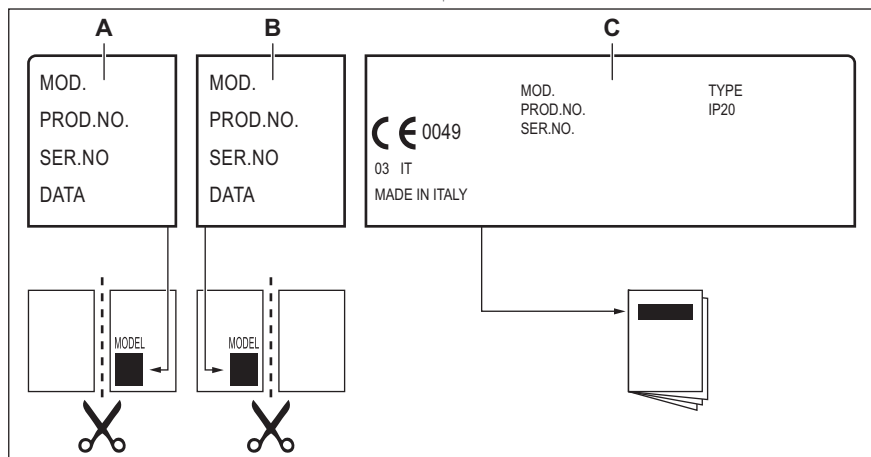 A
B
C
MOD.
PROD.NO.
SER.NO
DATA
MOD.
PROD.NO.
SER.NO
DATA
MOD.
PROD.NO.
SER.NO.
TYPE
IP20
CE 0049
03 IT
MADE IN ITALY
MODEL
MODEL